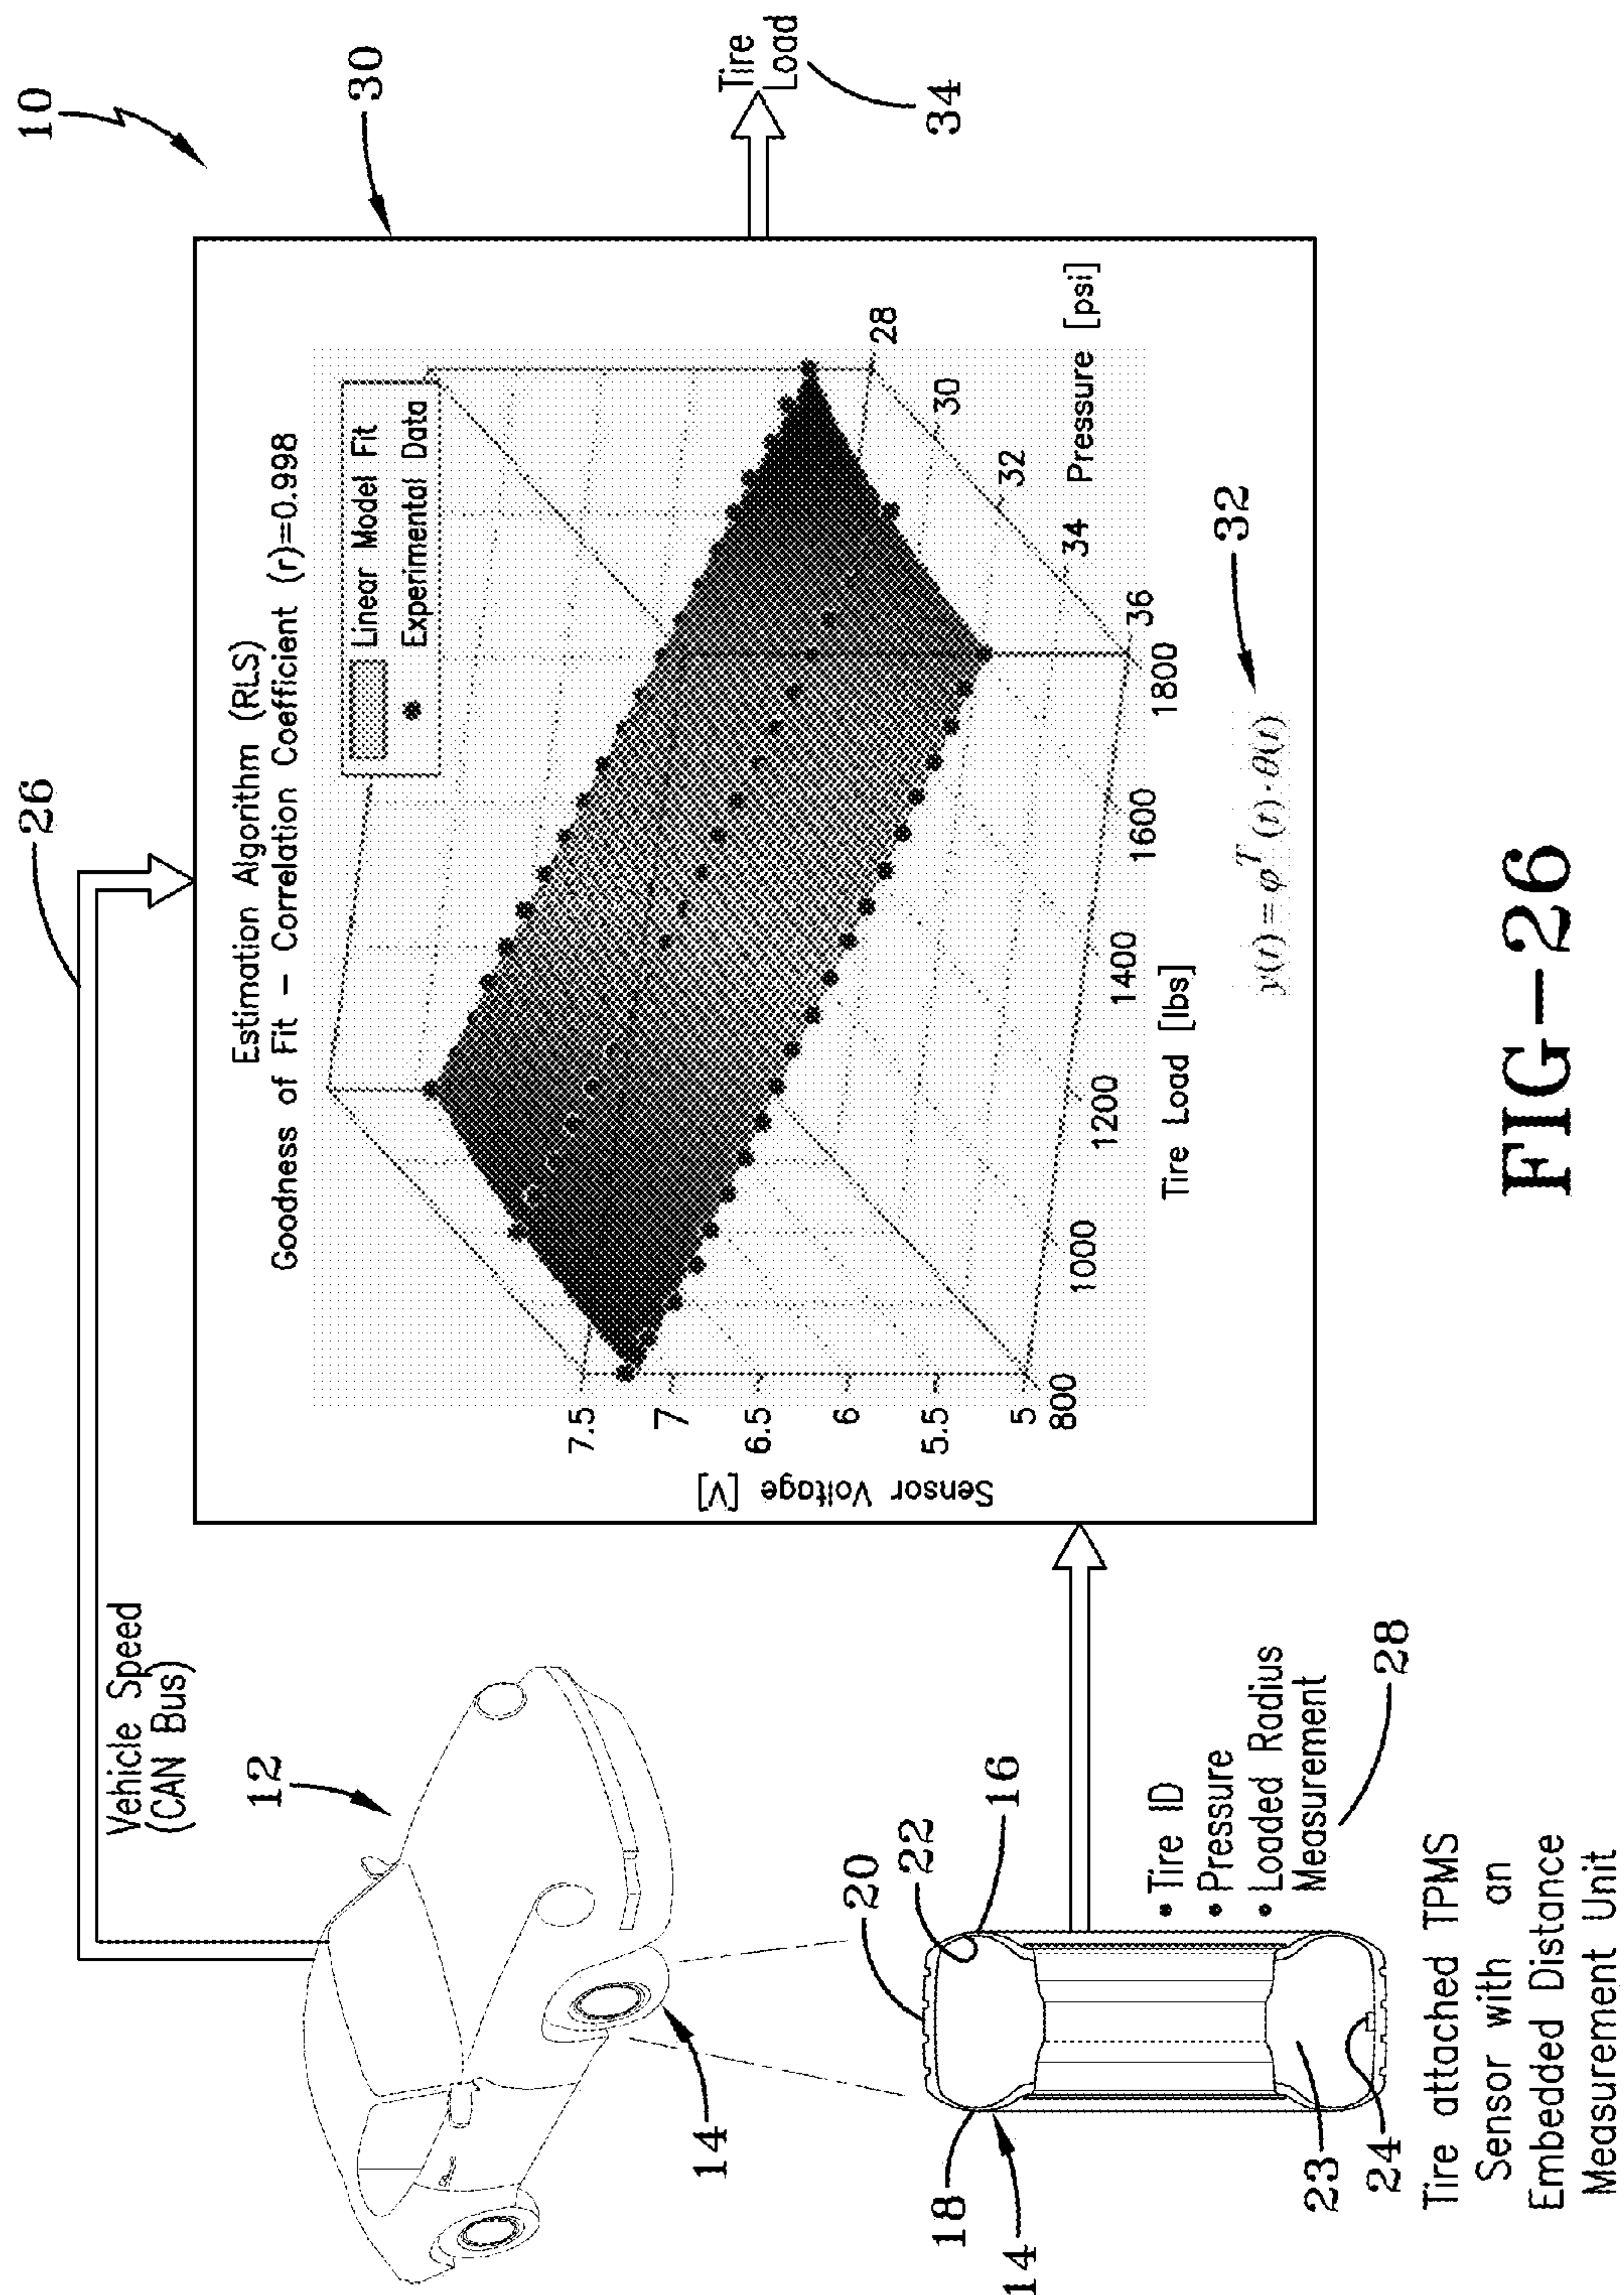 10
26
Vehicle Speed
(CAN Bus)
12
14
30
Estimation Algorithm (RLS)
Goodness of Fit – Correlation Coefficient (r)=0.998
Linear Model Fit
Experimental Data
Sensor Voltage [V]
7.5
7
6.5
6
5.5
5
800
1000
1200
1400
1600
1800
Tire Load [lbs]
36
34
32
30
28
Pressure [psi]
y(t) = φᵀ(t)·θ(t)
32
Tire
Load
34
20
22
16
18
14
23
24
• Tire ID
• Pressure
• Loaded Radius
Measurement
28
Tire attached TPMS
Sensor with an
Embedded Distance
Measurement Unit
FIG-26